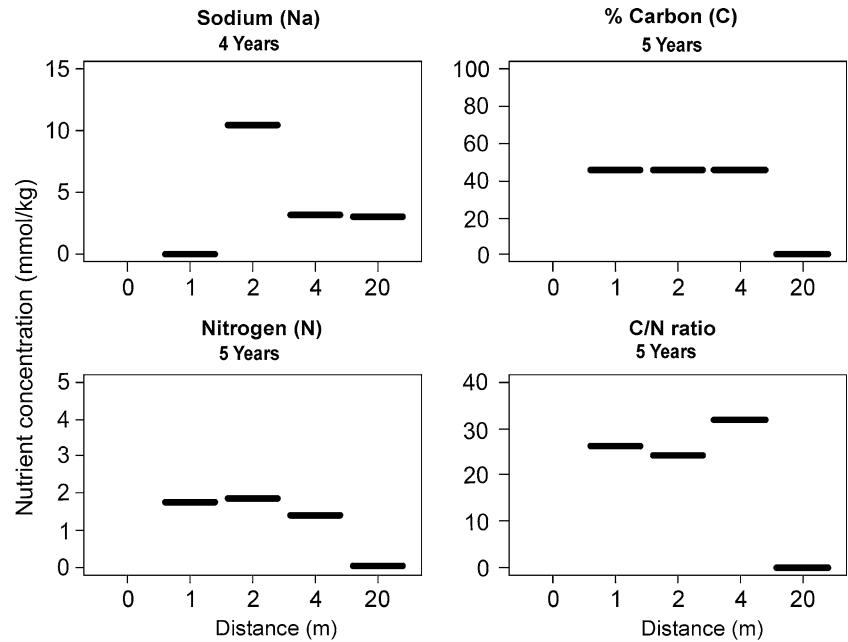 Sodium (Na)
4 Years
15
10
5
0
0 1 2 4 20
% Carbon (C)
5 Years
100
80
60
40
20
0
0 1 2 4 20
Nutrient concentration (mmol/kg)
Nitrogen (N)
5 Years
5
4
3
2
1
0
0 1 2 4 20
Distance (m)
C/N ratio
5 Years
40
30
20
10
0
0 1 2 4 20
Distance (m)